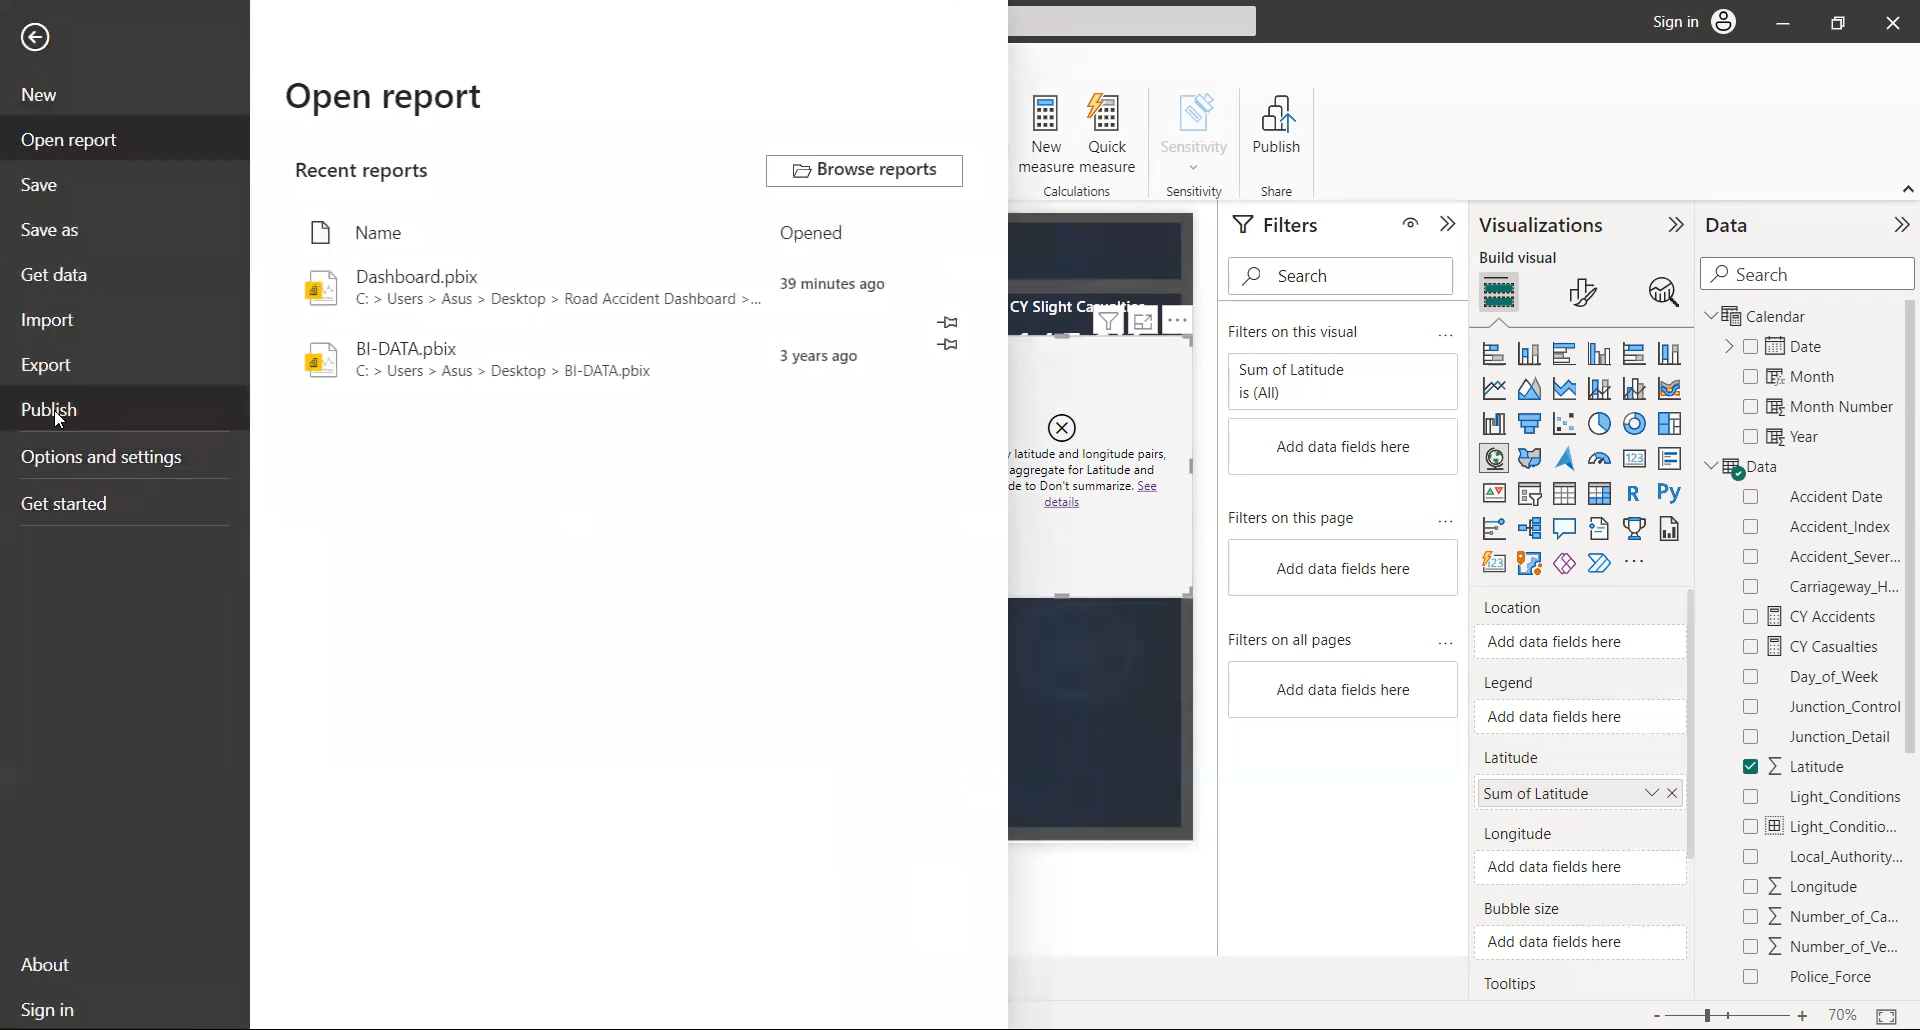 New
Open report
Save
Save as
Get data
Import
Export
Publish
Options and settings
Get started
About
Sign in
Open report
Recent reports
Browse reports
Name
Opened
Dashboard.pbix
C: > Users > Asus > Desktop > Road Accident Dashboard >...
39 minutes ago
BI-DATA.pbix
C: > Users > Asus > Desktop > BI-DATA.pbix
3 years ago
Sign in
New
measure
Quick
measure
Calculations
Sensitivity
Sensitivity
Publish
Share
CY Slight Casualties
latitude and longitude pairs,
aggregate for Latitude and
de to Don't summarize. See
details
Filters
Search
Filters on this visual
...
Sum of Latitude
is (All)
Add data fields here
Filters on this page
...
Add data fields here
Filters on all pages
...
Add data fields here
Visualizations
Build visual
123
R
Py
123
...
Location
Add data fields here
Legend
Add data fields here
Latitude
Sum of Latitude
Longitude
Add data fields here
Bubble size
Add data fields here
Tooltips
Data
Search
Calendar
Date
Month
Month Number
Year
Data
Accident Date
Accident_Index
Accident_Sever...
Carriageway_H...
CY Accidents
CY Casualties
Day_of_Week
Junction_Control
Junction_Detail
Latitude
Light_Conditions
Light_Conditio...
Local_Authority...
Longitude
Number_of_Ca...
Number_of_Ve...
Police_Force
- + 70%